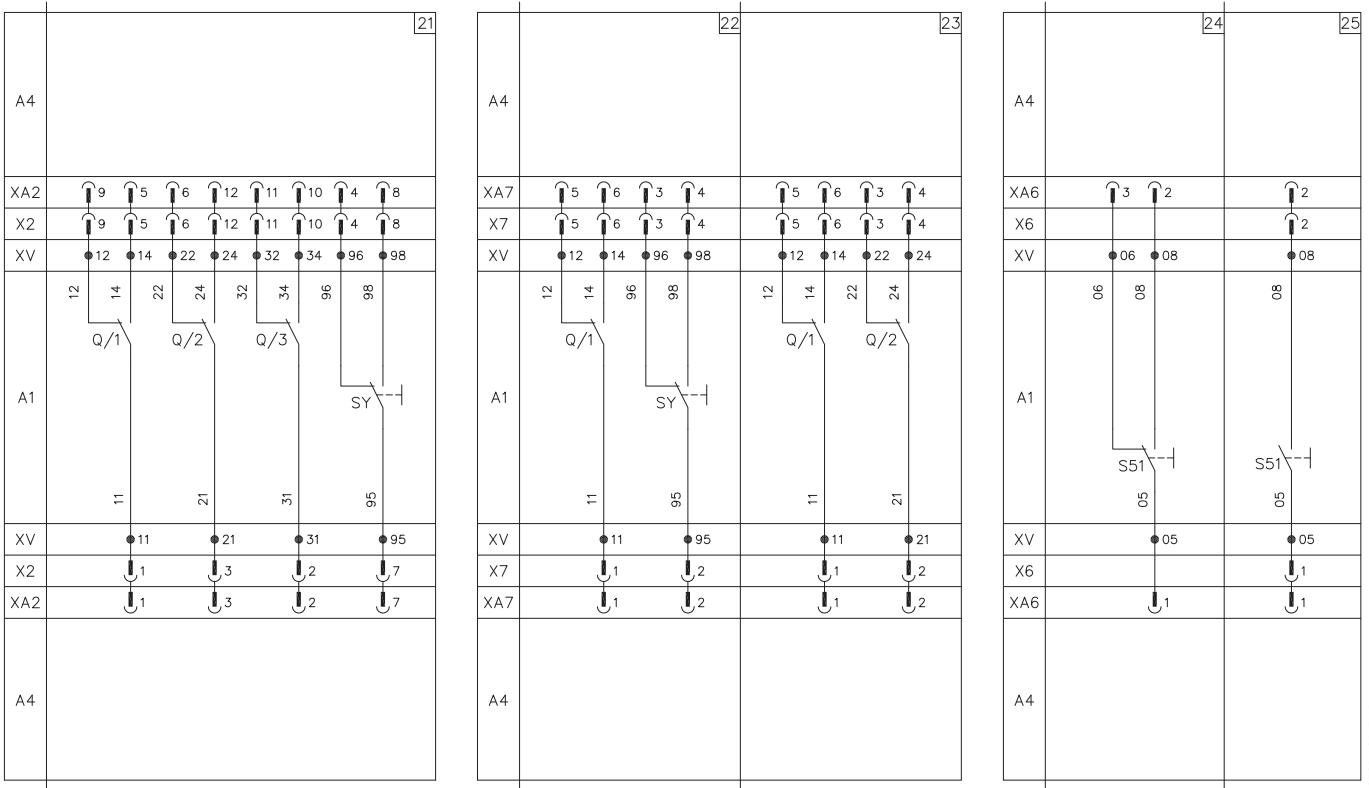 21 22 23 24 25
A4 A4 A4
XA2 9 5 6 12 11 10 4 8 XA7 5 6 3 4 5 6 3 4 XA6 3 2 2
X2 9 5 6 12 11 10 4 8 X7 5 6 3 4 5 6 3 4 X6 2
XV 12 14 22 24 32 34 96 98 XV 12 14 96 98 12 14 22 24 XV 06 08 08
12 14 22 24 32 34 96 98 12 14 96 98 12 14 22 24 06 08 08
Q/1 Q/2 Q/3 Q/1 Q/1 Q/2
A1 SY A1 SY A1
S51 S51
11 21 31 95 11 95 11 21 05 05
XV 11 21 31 95 XV 11 95 11 21 XV 05 05
X2 1 3 2 7 X7 1 2 1 2 X6 1
XA2 1 3 2 7 XA7 1 2 1 2 XA6 1 1
A4 A4 A4